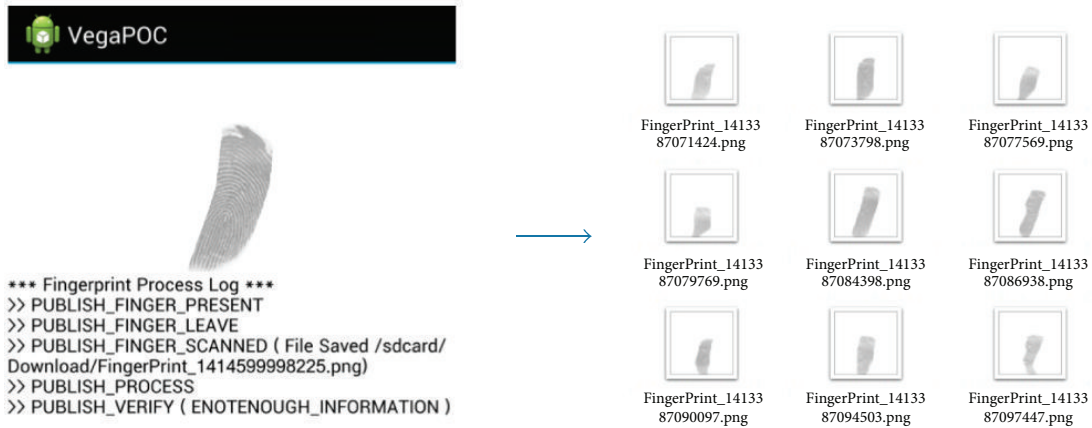 VegaPOC
*** Fingerprint Process Log ***
>> PUBLISH_FINGER_PRESENT
>> PUBLISH_FINGER_LEAVE
>> PUBLISH_FINGER_SCANNED ( File Saved /sdcard/
Download/FingerPrint_1414599998225.png)
>> PUBLISH_PROCESS
>> PUBLISH_VERIFY ( ENOTENOUGH_INFORMATION )
FingerPrint_14133
87071424.png
FingerPrint_14133
87073798.png
FingerPrint_14133
87077569.png
FingerPrint_14133
87079769.png
FingerPrint_14133
87084398.png
FingerPrint_14133
87086938.png
FingerPrint_14133
87090097.png
FingerPrint_14133
87094503.png
FingerPrint_14133
87097447.png